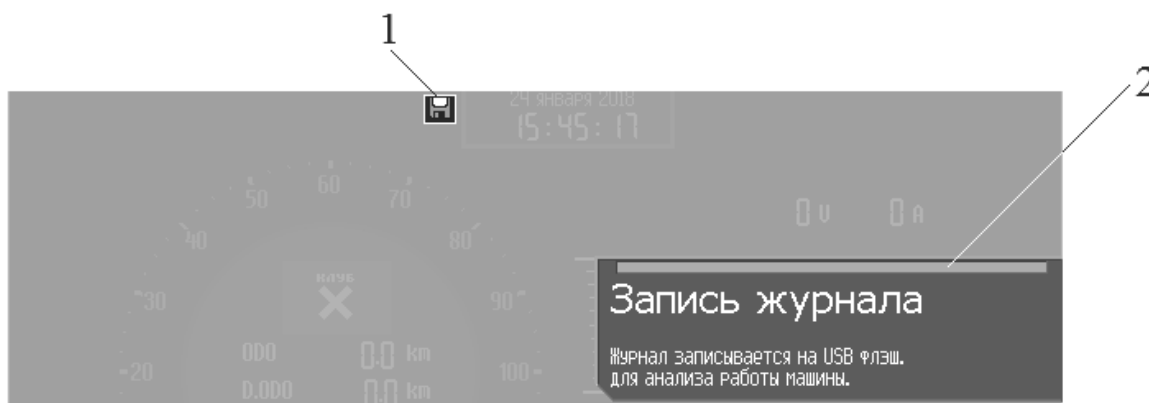 1
2
24 января 2018
15:45:17
60
50
70
40
80
0 V
0 A
КЛУБ
30
90
Запись журнала
ODO 0.0 km
Журнал записывается на USB флэш.
20
100
для анализа работы машины.
D.ODO 0.0 km